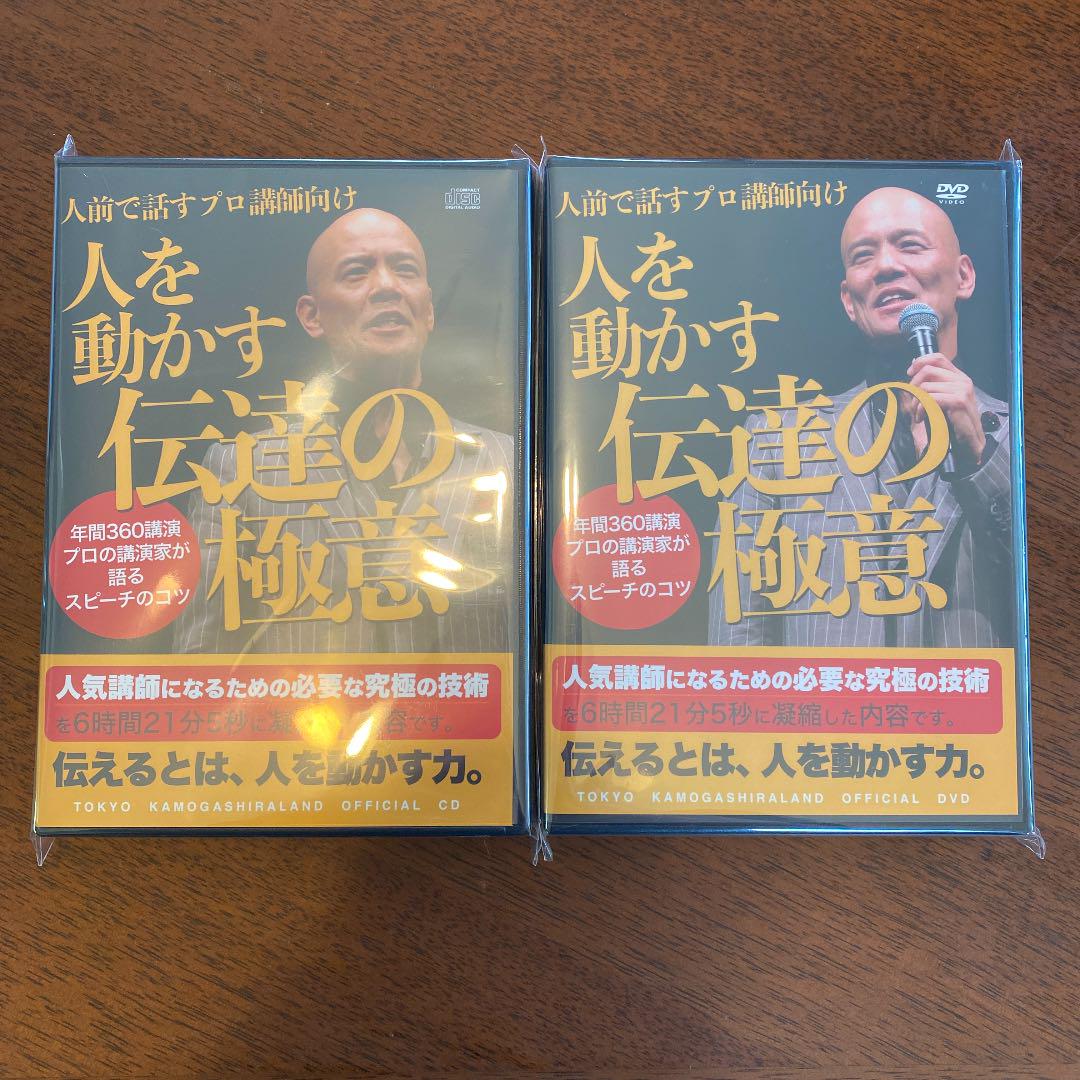 人前で話すプロ講師向け
COMPACT
DISC
DIGITAL AUDIO
人を
動かす
伝達の
極意
年間360講演
プロの講演家が
語る
スピーチのコツ
人気講師になるための必要な究極の技術
を6時間21分5秒に凝縮した内容です。
伝えるとは、人を動かす力。
TOKYO KAMOGASHIRALAND OFFICIAL CD
人前で話すプロ講師向け
DVD
VIDEO
人を
動かす
伝達の
極意
年間360講演
プロの講演家が
語る
スピーチのコツ
人気講師になるための必要な究極の技術
を6時間21分5秒に凝縮した内容です。
伝えるとは、人を動かす力。
TOKYO KAMOGASHIRALAND OFFICIAL DVD